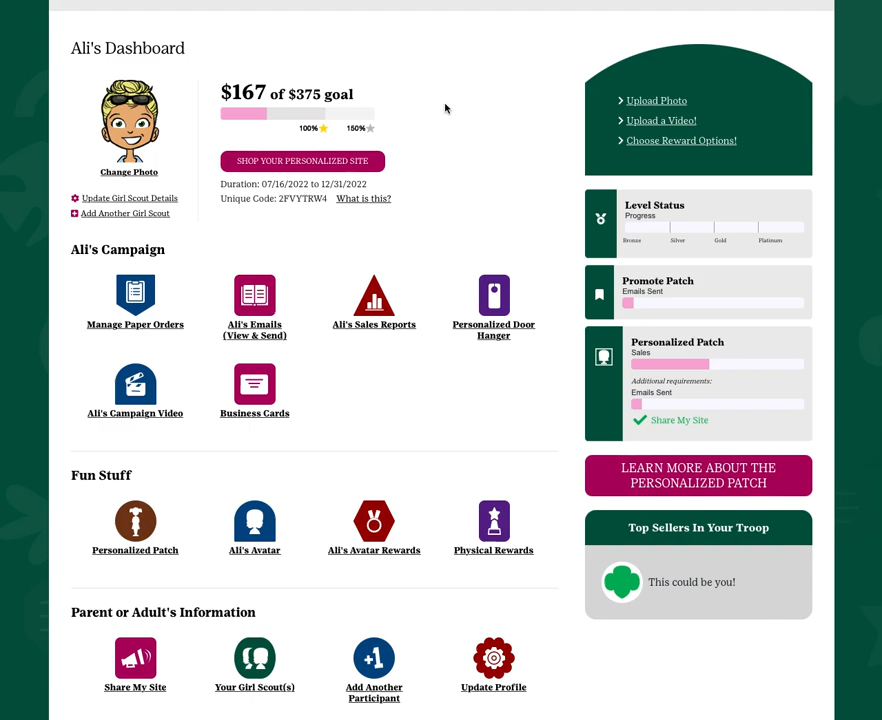 Ali's Dashboard
Change Photo
Update Girl Scout Details
Add Another Girl Scout
$167 of $375 goal
100% 150%
SHOP YOUR PERSONALIZED SITE
Duration: 07/16/2022 to 12/31/2022
Unique Code: 2FVYTRW4 What is this?
Ali's Campaign
Manage Paper Orders
Ali's Emails
(View & Send)
Ali's Sales Reports
Personalized Door
Hanger
Ali's Campaign Video
Business Cards
Fun Stuff
Personalized Patch
Ali's Avatar
Ali's Avatar Rewards
Physical Rewards
Parent or Adult's Information
Share My Site
Your Girl Scout(s)
+1
Add Another
Participant
Update Profile
Upload Photo
Upload a Video!
Choose Reward Options!
Level Status
Progress
Bronze Silver Gold Platinum
Promote Patch
Emails Sent
Personalized Patch
Sales
Additional requirements:
Emails Sent
Share My Site
LEARN MORE ABOUT THE
PERSONALIZED PATCH
Top Sellers In Your Troop
This could be you!